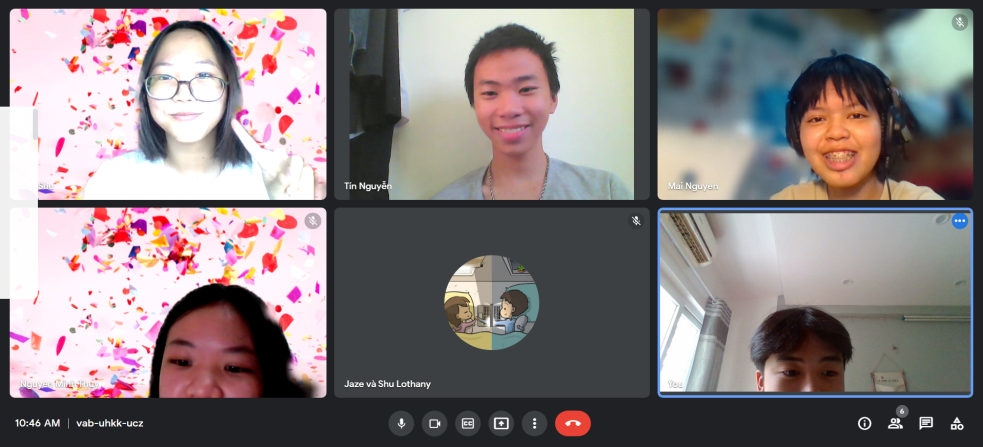 Tín Nguyễn
Mai Nguyen
Nguyen Minh Thuy
Jaze và Shu Lothany
You
10:46 AM | vab-uhkk-ucz
6